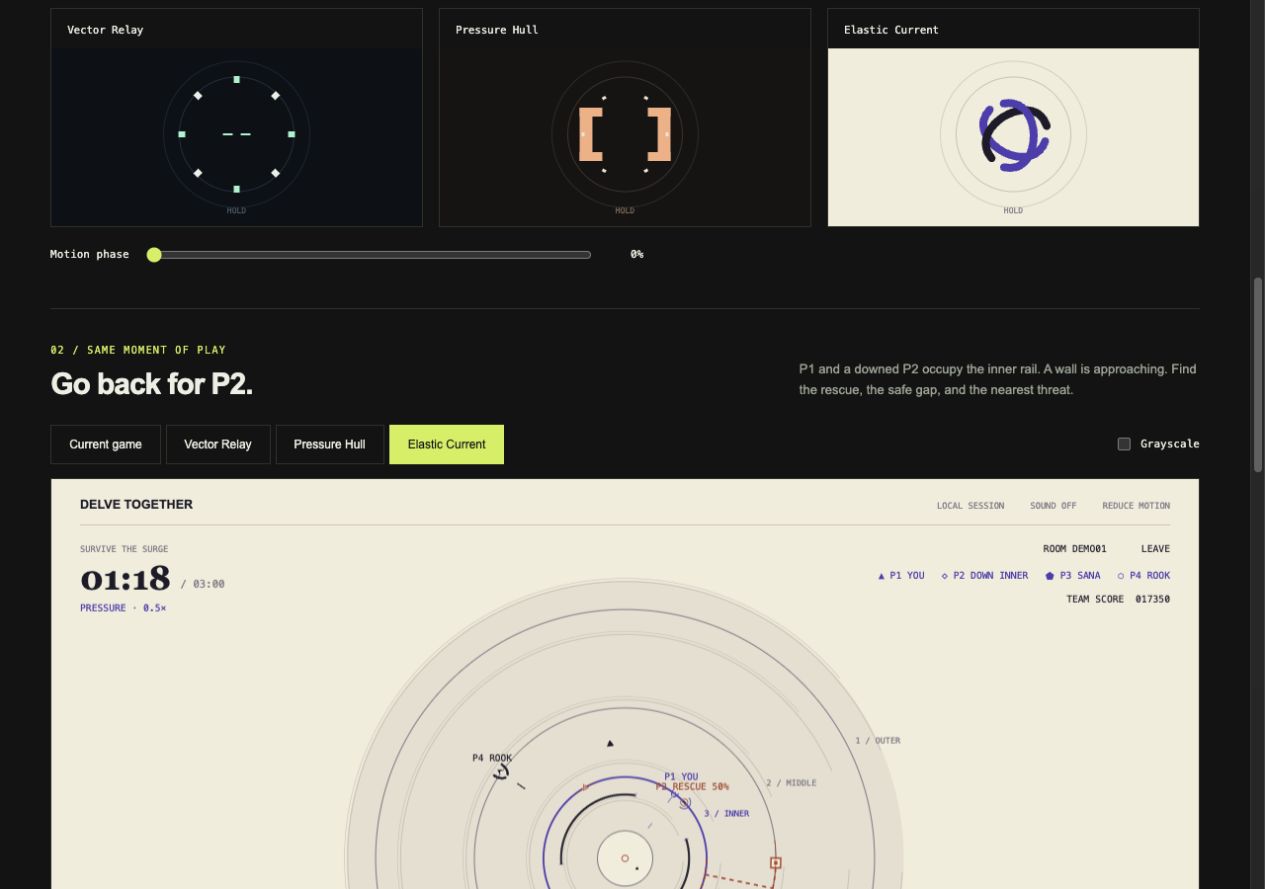 Vector Relay
Pressure Hull
Elastic Current
HOLD
HOLD
HOLD
Motion phase
0%
02 / SAME MOMENT OF PLAY
Go back for P2.
P1 and a downed P2 occupy the inner rail. A wall is approaching. Find
the rescue, the safe gap, and the nearest threat.
Current game
Vector Relay
Pressure Hull
Elastic Current
Grayscale
DELVE TOGETHER
LOCAL SESSION
SOUND OFF
REDUCE MOTION
SURVIVE THE SURGE
01:18 / 03:00
PRESSURE · 0.5×
ROOM DEMO01
LEAVE
▲ P1 YOU ◇ P2 DOWN INNER ⬟ P3 SANA ○ P4 ROOK
TEAM SCORE 017350
1 / OUTER
P4 ROOK
P1 YOU
P2 RESCUE 50%
2 / MIDDLE
3 / INNER